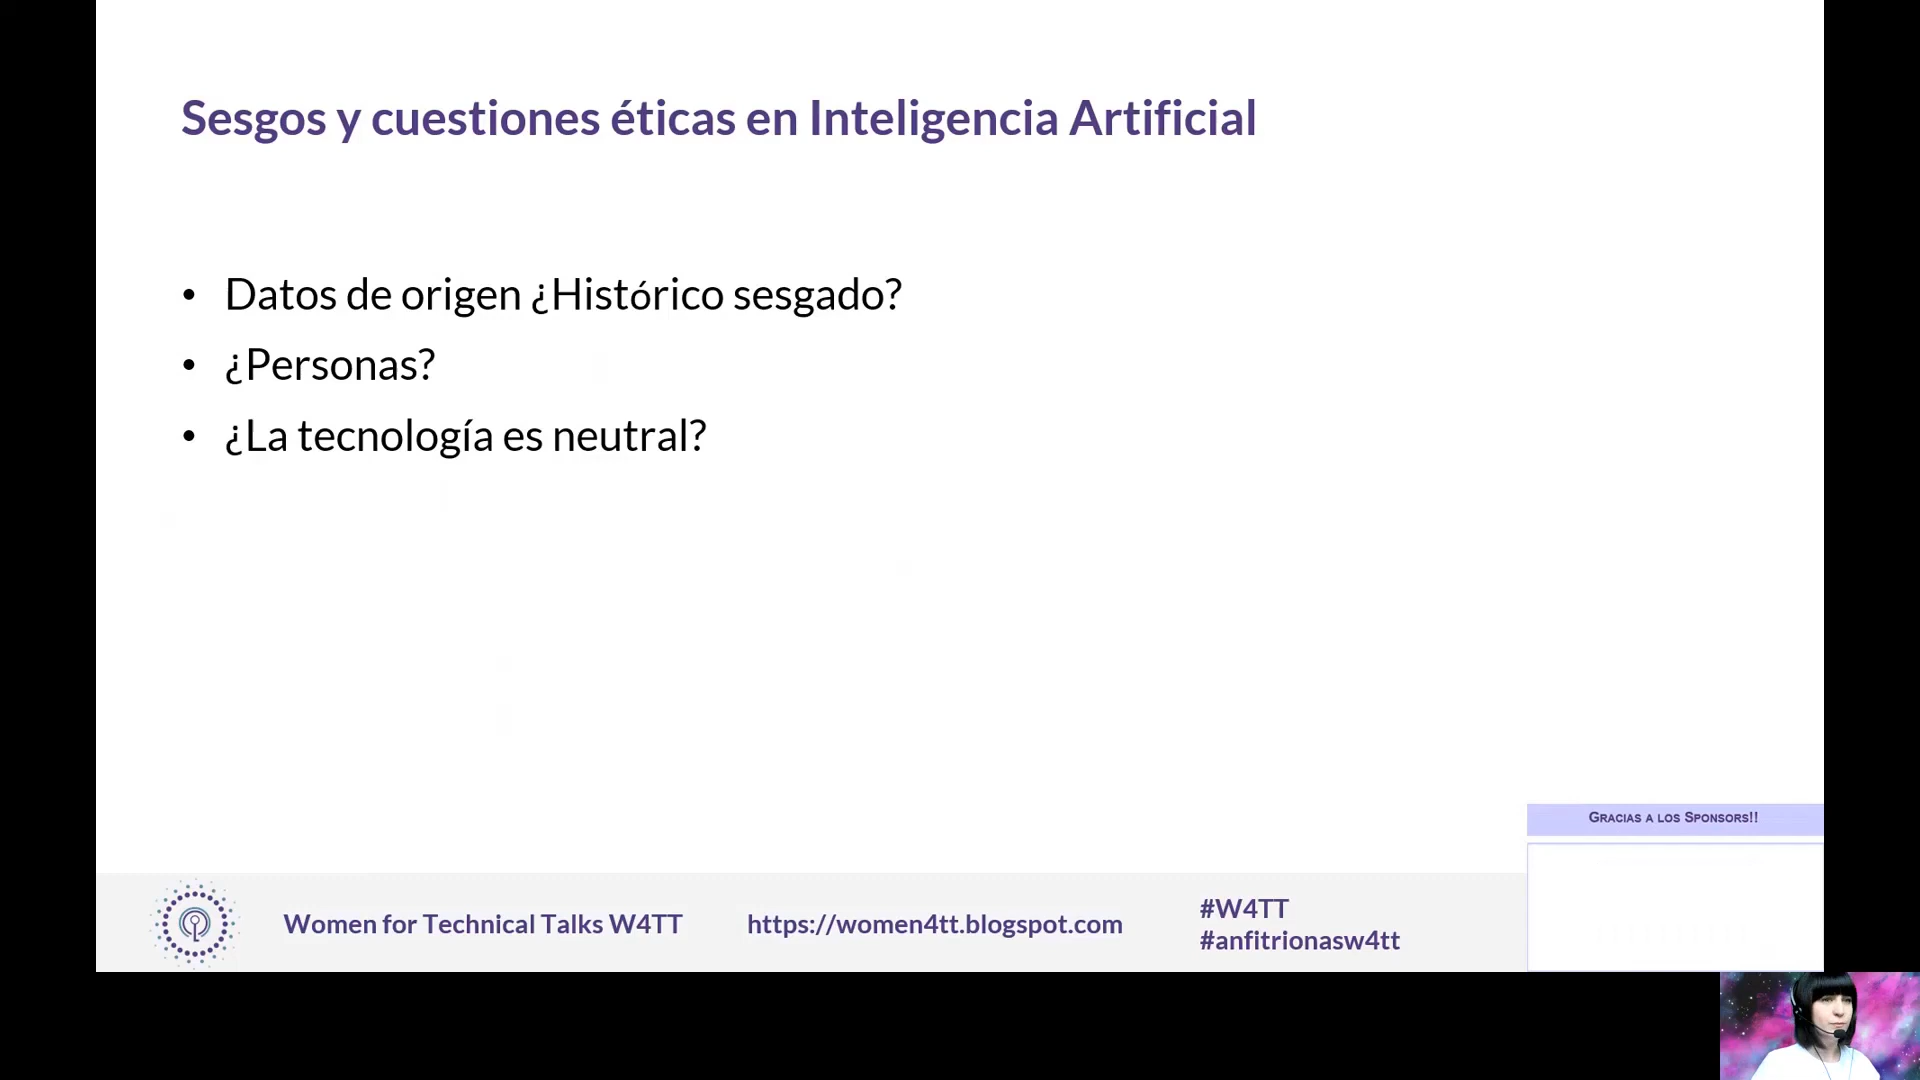 Sesgos y cuestiones éticas en Inteligencia Artificial
• Datos de origen ¿Histórico sesgado?
• ¿Personas?
• ¿La tecnología es neutral?
Gracias a los Sponsors!!
Women for Technical Talks W4TT
https://women4tt.blogspot.com
#W4TT
#anfitrionasw4tt